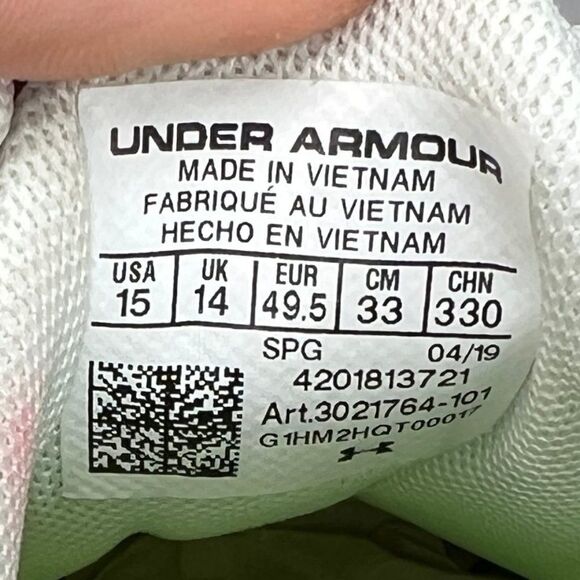 UNDER ARMOUR
MADE IN VIETNAM
FABRIQUÉ AU VIETNAM
HECHO EN VIETNAM
USA UK EUR CM CHN
15 14 49.5 33 330
SPG 04/19
4201813721
Art.3021764-101
G1HM2HQT00017